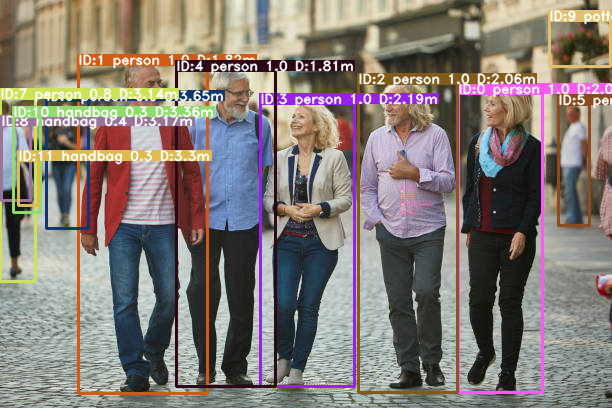 ID:9 potte
ID:1 person 1.0 D:1.82m
ID:4 person 1.0 D:1.81m
ID:2 person 1.0 D:2.06m
ID:0 person 1.0 D:2.0
ID:7 person 0.8 D:3.14m
3.65m
ID:3 person 1.0 D:2.19m
ID:5 per
ID:10 handbag 0.3 D:3.36m
ID:8 handbag 0.4 D:3.17m
ID:11 handbag 0.3 D:3.3m